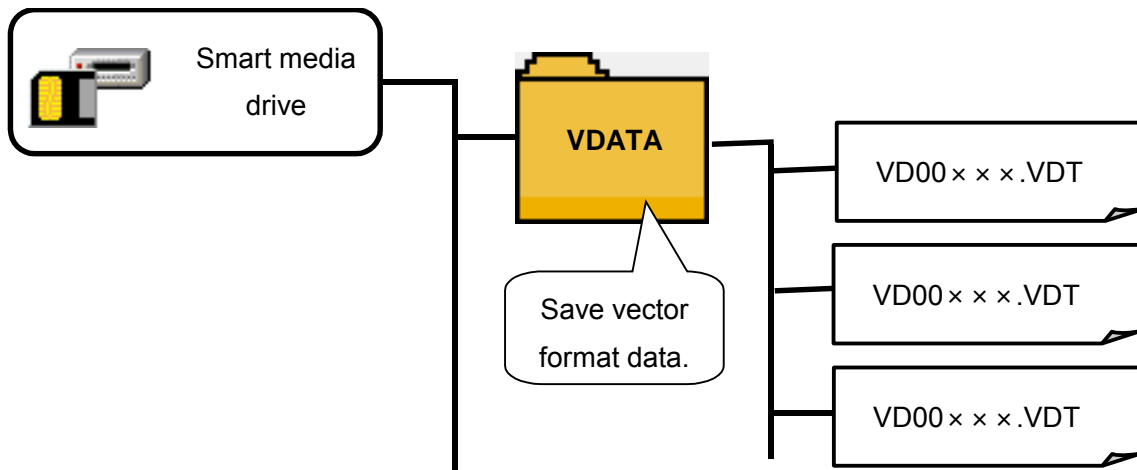 Smart media
drive
VDATA
Save vector
format data.
VD00×××.VDT
VD00×××.VDT
VD00×××.VDT